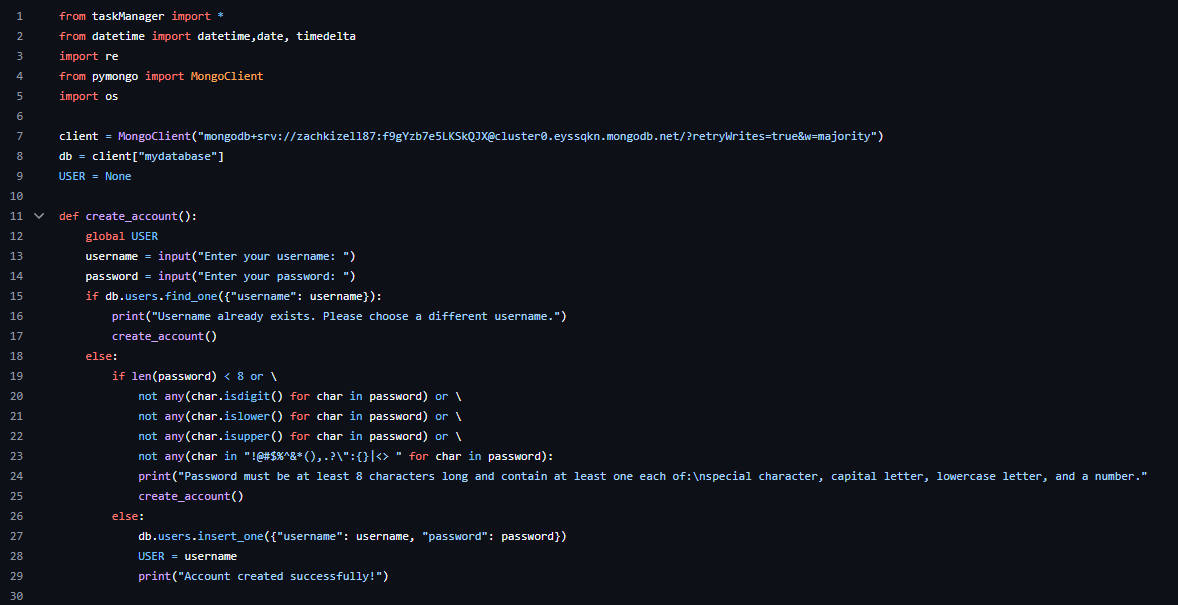 1 from taskManager import *
2 from datetime import datetime,date, timedelta
3 import re
4 from pymongo import MongoClient
5 import os
6
7 client = MongoClient("mongodb+srv://zachkizell87:f9gYzb7e5LKSkQJX@cluster0.eyssqkn.mongodb.net/?retryWrites=true&w=majority")
8 db = client["mydatabase"]
9 USER = None
10
11 def create_account():
12     global USER
13     username = input("Enter your username: ")
14     password = input("Enter your password: ")
15     if db.users.find_one({"username": username}):
16         print("Username already exists. Please choose a different username.")
17         create_account()
18     else:
19         if len(password) < 8 or \
20             not any(char.isdigit() for char in password) or \
21             not any(char.islower() for char in password) or \
22             not any(char.isupper() for char in password) or \
23             not any(char in "!@#$%^&*(),.?\":{}|<> " for char in password):
24             print("Password must be at least 8 characters long and contain at least one each of:\nspecial character, capital letter, lowercase letter, and a number."
25             create_account()
26         else:
27             db.users.insert_one({"username": username, "password": password})
28             USER = username
29             print("Account created successfully!")
30